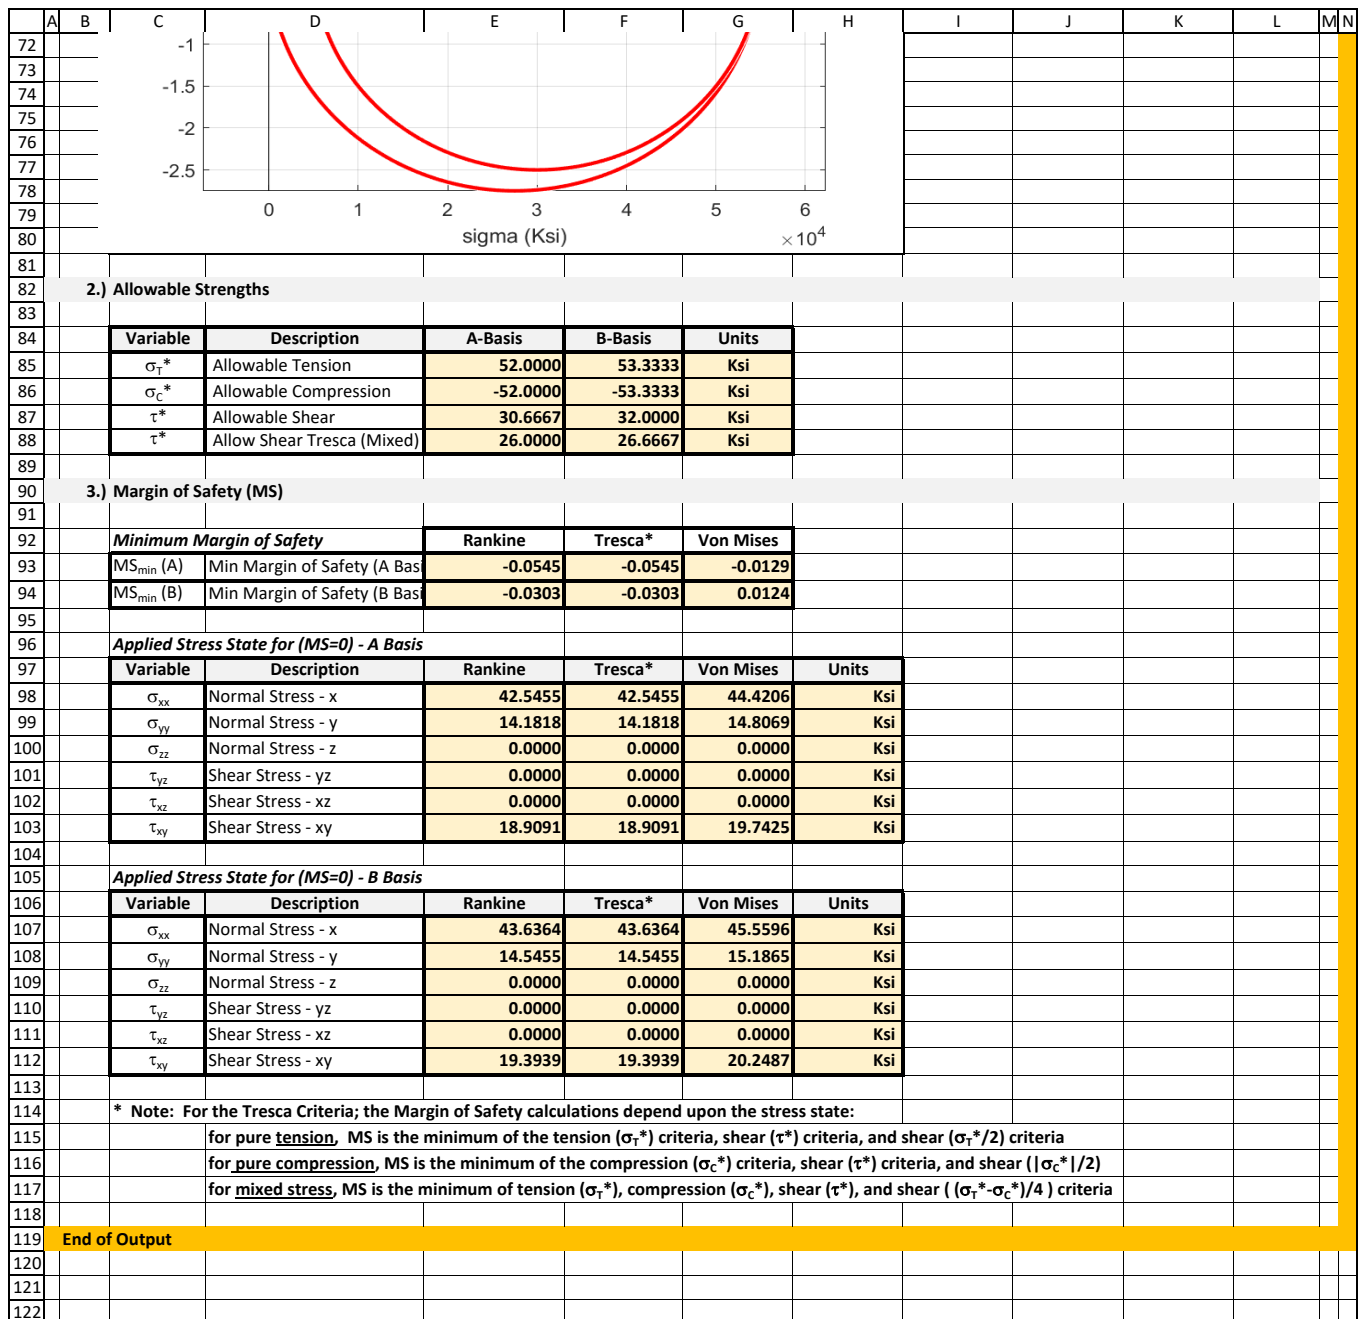 A B C D E F G H I J K L M N
72 -1
73
74 -1.5
75
76 -2
77 -2.5
78
79 0 1 2 3 4 5 6
80 sigma (Ksi) ×10⁴
81
82 2.) Allowable Strengths
83
84 Variable Description A-Basis B-Basis Units
85 σT* Allowable Tension 52.0000 53.3333 Ksi
86 σC* Allowable Compression -52.0000 -53.3333 Ksi
87 τ* Allowable Shear 30.6667 32.0000 Ksi
88 τ* Allow Shear Tresca (Mixed) 26.0000 26.6667 Ksi
89
90 3.) Margin of Safety (MS)
91
92 Minimum Margin of Safety Rankine Tresca* Von Mises
93 MSmin (A) Min Margin of Safety (A Basi -0.0545 -0.0545 -0.0129
94 MSmin (B) Min Margin of Safety (B Basi -0.0303 -0.0303 0.0124
95
96 Applied Stress State for (MS=0) - A Basis
97 Variable Description Rankine Tresca* Von Mises Units
98 σxx Normal Stress - x 42.5455 42.5455 44.4206 Ksi
99 σyy Normal Stress - y 14.1818 14.1818 14.8069 Ksi
100 σzz Normal Stress - z 0.0000 0.0000 0.0000 Ksi
101 τyz Shear Stress - yz 0.0000 0.0000 0.0000 Ksi
102 τxz Shear Stress - xz 0.0000 0.0000 0.0000 Ksi
103 τxy Shear Stress - xy 18.9091 18.9091 19.7425 Ksi
104
105 Applied Stress State for (MS=0) - B Basis
106 Variable Description Rankine Tresca* Von Mises Units
107 σxx Normal Stress - x 43.6364 43.6364 45.5596 Ksi
108 σyy Normal Stress - y 14.5455 14.5455 15.1865 Ksi
109 σzz Normal Stress - z 0.0000 0.0000 0.0000 Ksi
110 τyz Shear Stress - yz 0.0000 0.0000 0.0000 Ksi
111 τxz Shear Stress - xz 0.0000 0.0000 0.0000 Ksi
112 τxy Shear Stress - xy 19.3939 19.3939 20.2487 Ksi
113
114 * Note: For the Tresca Criteria; the Margin of Safety calculations depend upon the stress state:
115 for pure tension, MS is the minimum of the tension (σT*) criteria, shear (τ*) criteria, and shear (σT*/2) criteria
116 for pure compression, MS is the minimum of the compression (σC*) criteria, shear (τ*) criteria, and shear (|σC*|/2)
117 for mixed stress, MS is the minimum of tension (σT*), compression (σC*), shear (τ*), and shear ( (σT*-σC*)/4 ) criteria
118
119 End of Output
120
121
122